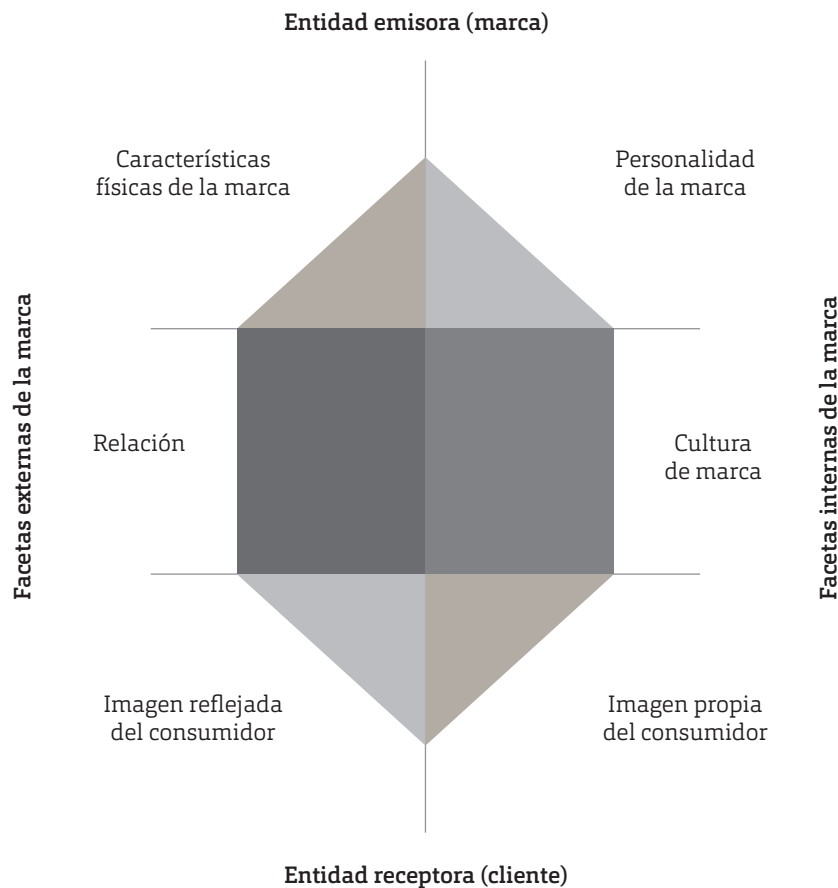 Entidad emisora (marca)
Características
físicas de la marca
Personalidad
de la marca
Facetas externas de la marca
Facetas internas de la marca
Relación
Cultura
de marca
Imagen reflejada
del consumidor
Imagen propia
del consumidor
Entidad receptora (cliente)